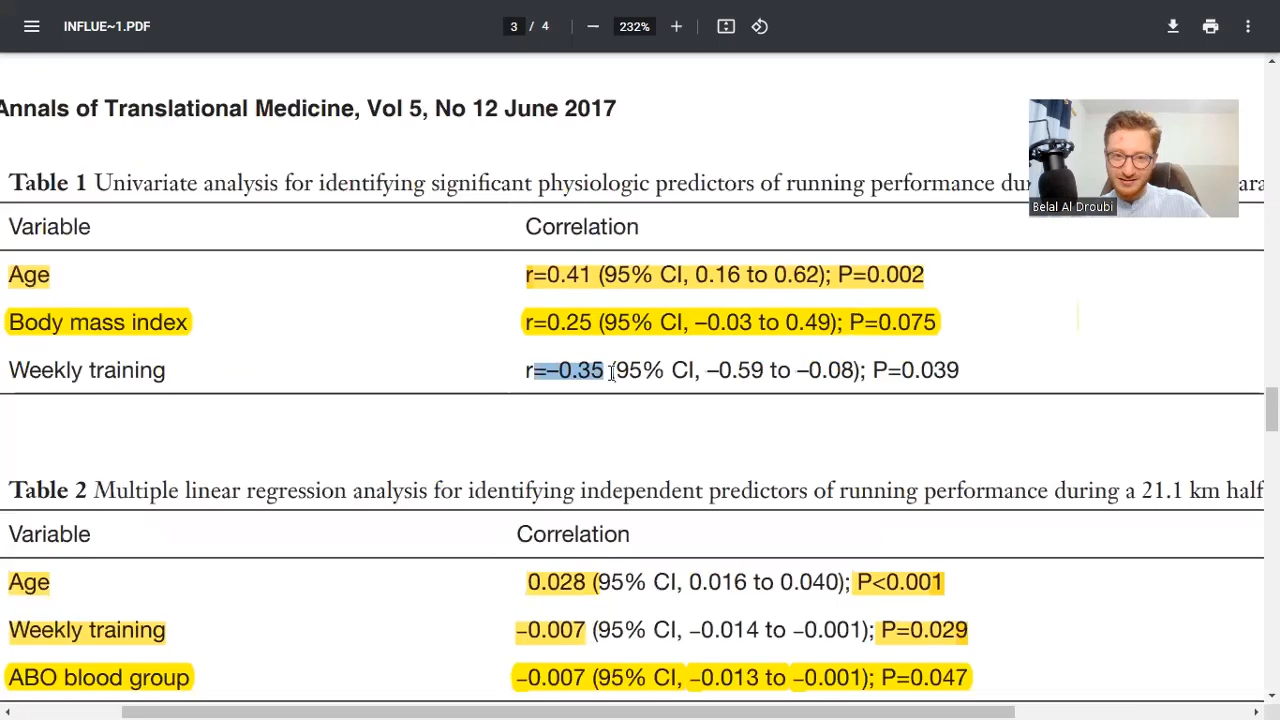 INFLUE~1.PDF
3 / 4
232%
Annals of Translational Medicine, Vol 5, No 12 June 2017
Table 1 Univariate analysis for identifying significant physiologic predictors of running performance
Belal Al Droubi
Variable Correlation
Age r=0.41 (95% CI, 0.16 to 0.62); P=0.002
Body mass index r=0.25 (95% CI, –0.03 to 0.49); P=0.075
Weekly training r=–0.35 (95% CI, –0.59 to –0.08); P=0.039
Table 2 Multiple linear regression analysis for identifying independent predictors of running performance during a 21.1 km half
Variable Correlation
Age 0.028 (95% CI, 0.016 to 0.040); P<0.001
Weekly training –0.007 (95% CI, –0.014 to –0.001); P=0.029
ABO blood group –0.007 (95% CI, –0.013 to –0.001); P=0.047